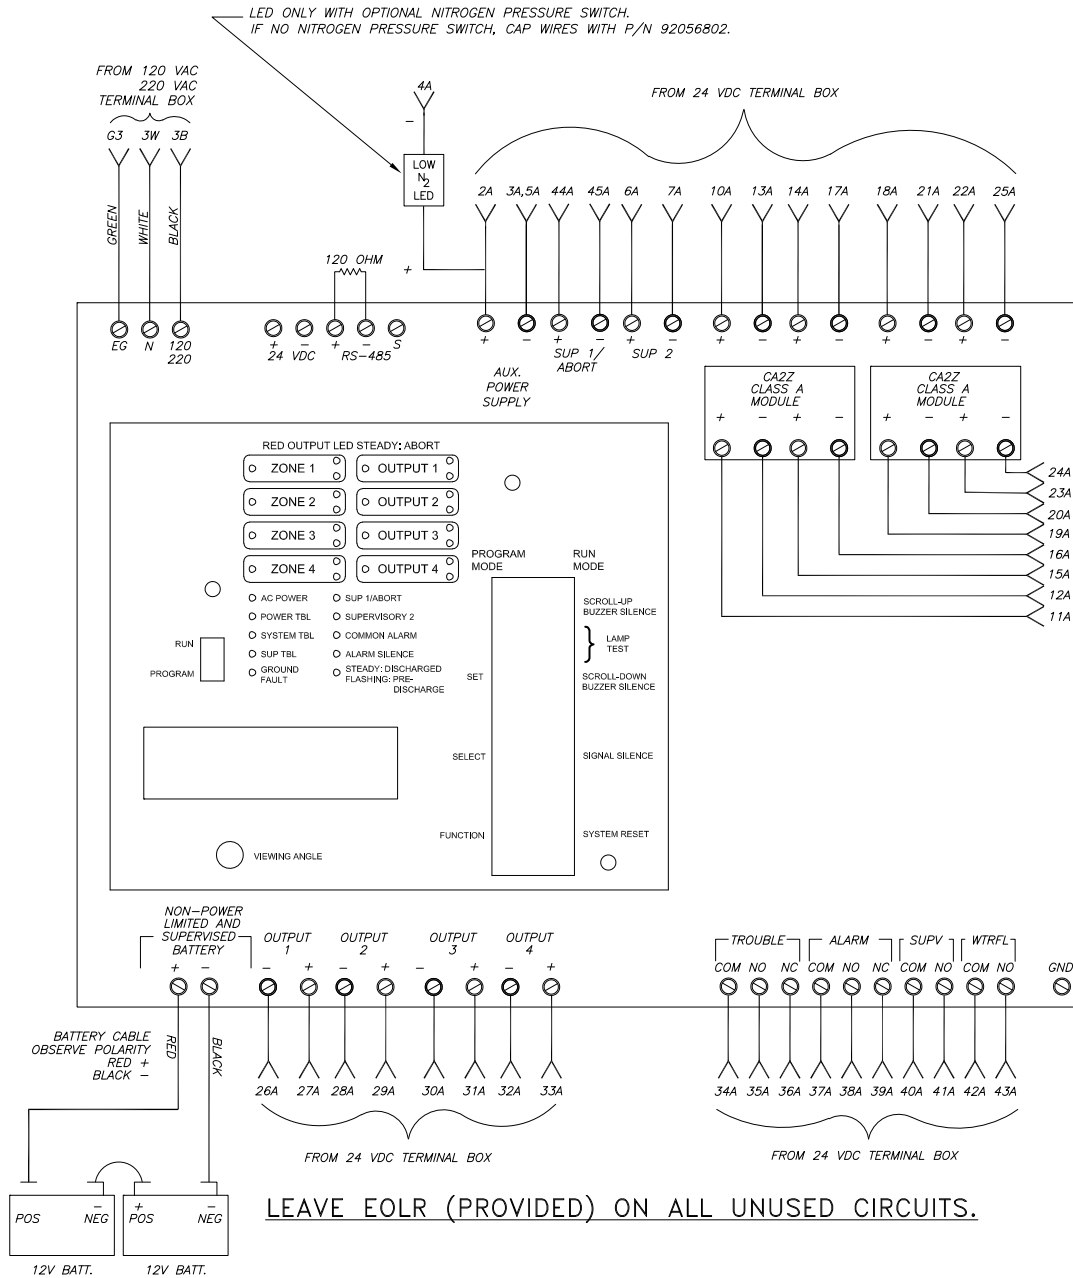 LED ONLY WITH OPTIONAL NITROGEN PRESSURE SWITCH.
IF NO NITROGEN PRESSURE SWITCH, CAP WIRES WITH P/N 92056802.
FROM 120 VAC
220 VAC
TERMINAL BOX
G3 3W 3B
GREEN WHITE BLACK
4A
−
LOW
N2
LED
+
FROM 24 VDC TERMINAL BOX
2A 3A,5A 44A 45A 6A 7A 10A 13A 14A 17A 18A 21A 22A 25A
120 OHM
EG N 120
220
+ − + − S
24 VDC RS-485
+ − + − + − + − + − + − + −
AUX.
POWER
SUPPLY
SUP 1/
ABORT
SUP 2
CA2Z
CLASS A
MODULE
+ − + −
CA2Z
CLASS A
MODULE
+ − + −
24A
23A
20A
19A
16A
15A
12A
11A
RED OUTPUT LED STEADY: ABORT
ZONE 1 OUTPUT 1
ZONE 2 OUTPUT 2
ZONE 3 OUTPUT 3
ZONE 4 OUTPUT 4
AC POWER SUP 1/ABORT
POWER TBL SUPERVISORY 2
SYSTEM TBL COMMON ALARM
SUP TBL ALARM SILENCE
GROUND
FAULT
STEADY: DISCHARGED
FLASHING: PRE-
DISCHARGE
RUN
PROGRAM
PROGRAM
MODE
RUN
MODE
SCROLL-UP
BUZZER SILENCE
} LAMP
TEST
SET
SCROLL-DOWN
BUZZER SILENCE
SELECT SIGNAL SILENCE
FUNCTION SYSTEM RESET
VIEWING ANGLE
NON-POWER
LIMITED AND
SUPERVISED
BATTERY
+ −
OUTPUT
1
OUTPUT
2
OUTPUT
3
OUTPUT
4
− + − + − + − +
TROUBLE ALARM SUPV WTRFL
COM NO NC COM NO NC COM NO COM NO GND
BATTERY CABLE
OBSERVE POLARITY
RED +
BLACK −
RED BLACK
26A 27A 28A 29A 30A 31A 32A 33A
FROM 24 VDC TERMINAL BOX
34A 35A 36A 37A 38A 39A 40A 41A 42A 43A
FROM 24 VDC TERMINAL BOX
− + −
POS NEG POS NEG
12V BATT. 12V BATT.
LEAVE EOLR (PROVIDED) ON ALL UNUSED CIRCUITS.